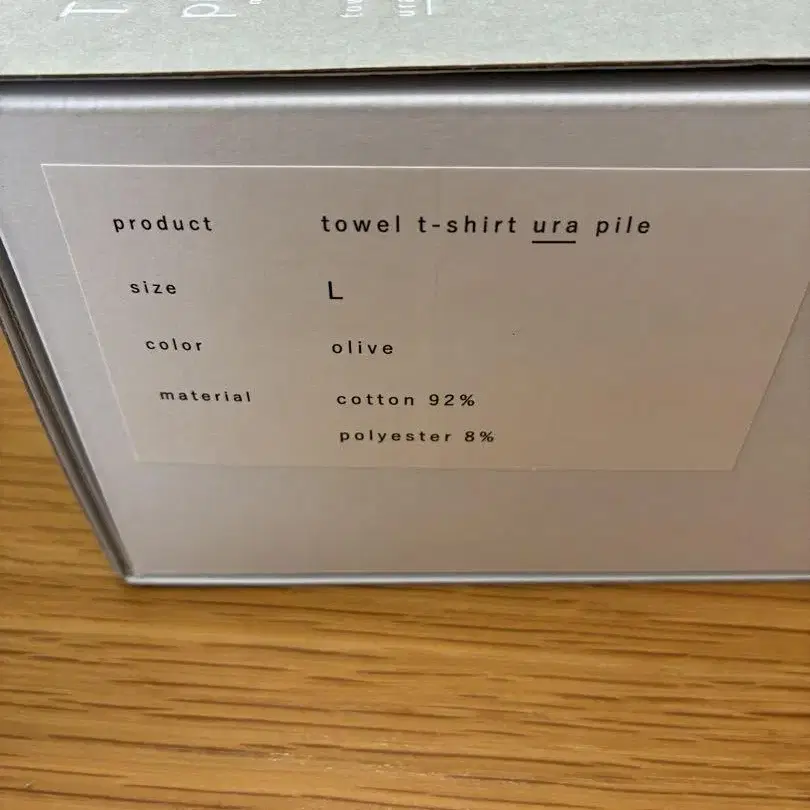 product towel t-shirt ura pile
size L
color olive
material cotton 92%
polyester 8%